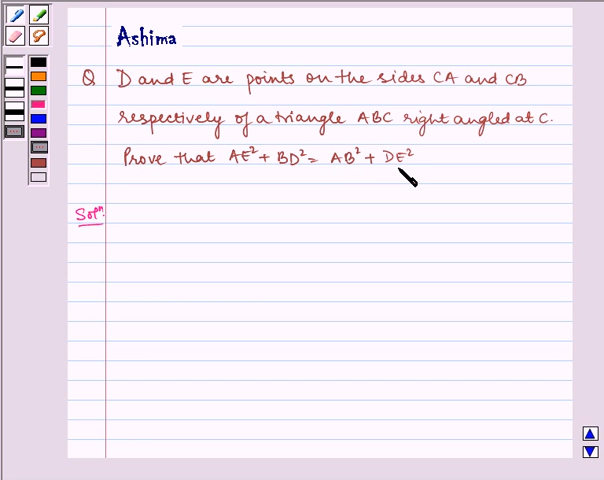 Ashima
Q D and E are points on the sides CA and CB
respectively of a triangle ABC right angled at C.
Prove that AE² + BD² = AB² + DE²
Solⁿ.